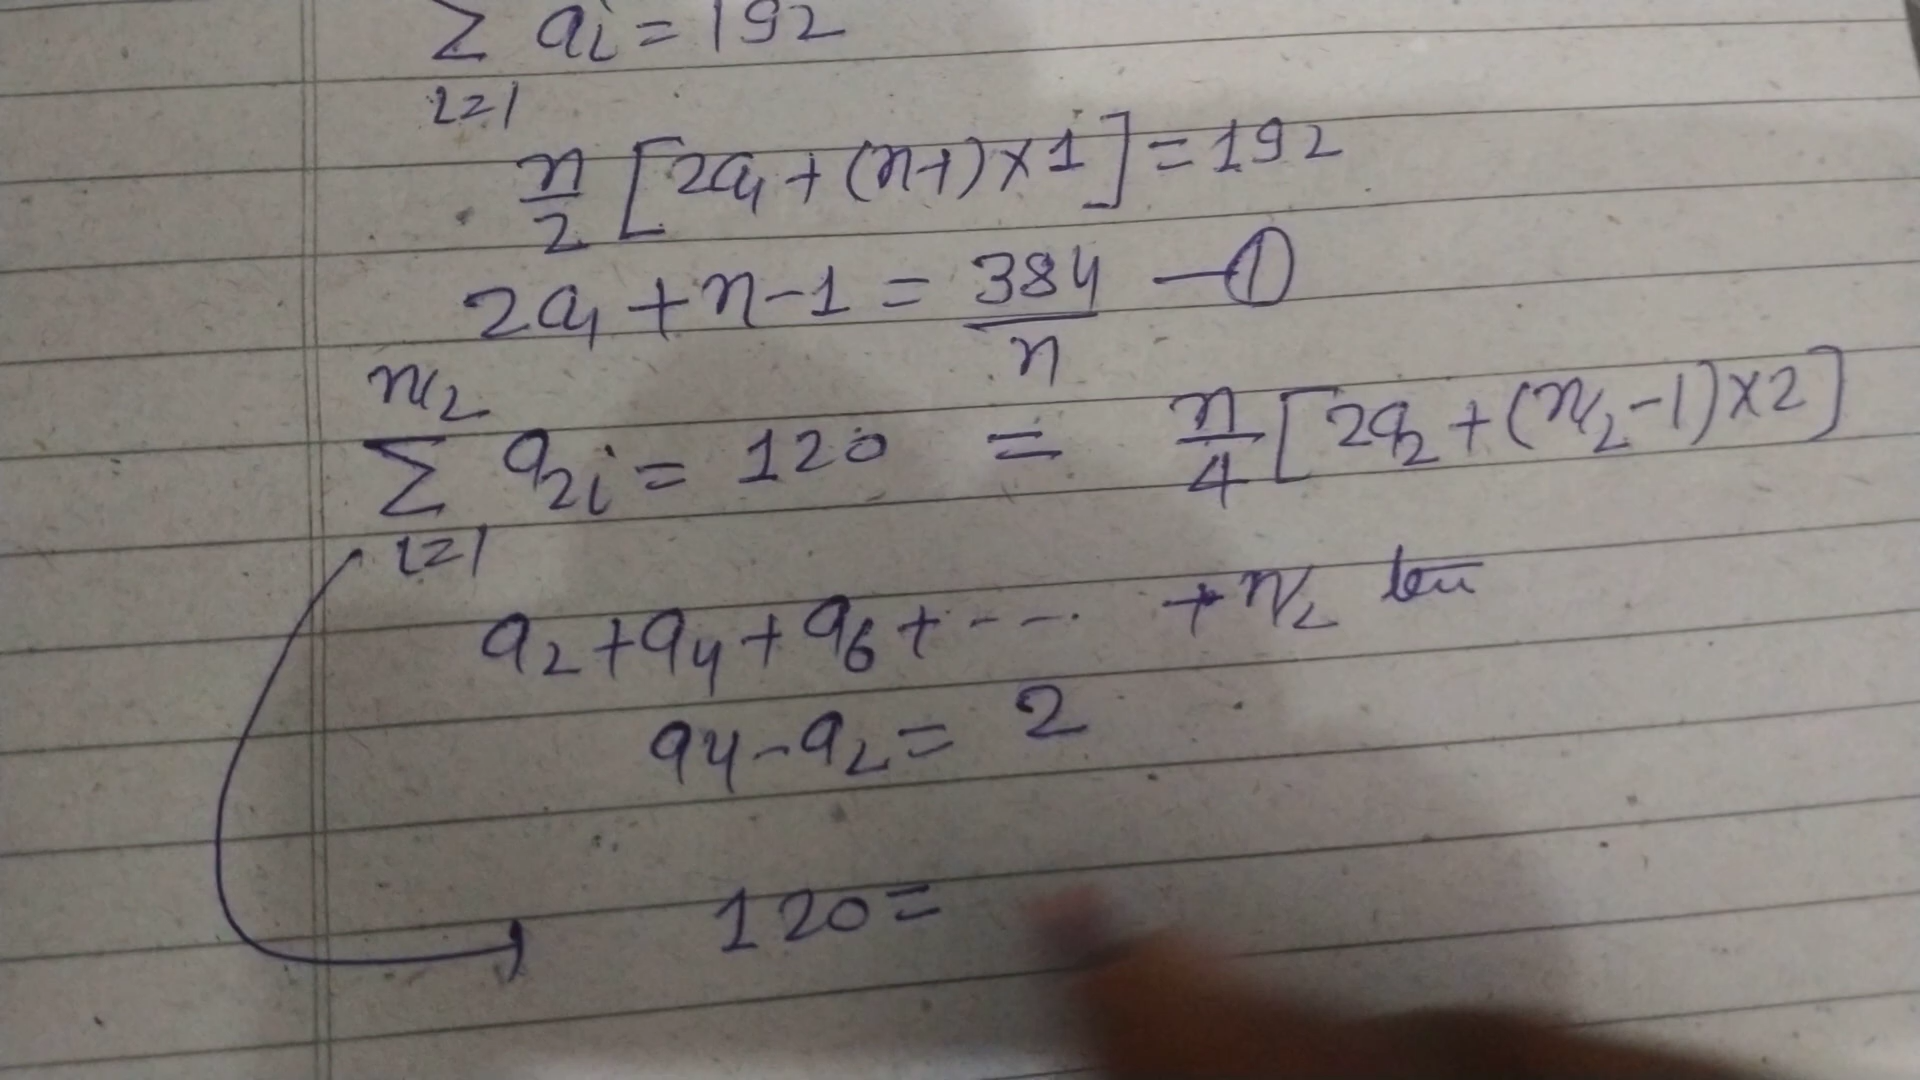 ∑ aᵢ = 192
i=1
n/2 [2a₁ + (n-1) × 1] = 192
2a₁ + n - 1 = 384/n — ①
n/2
∑ a₂ᵢ = 120 = n/4 [2a₂ + (n/2 - 1) × 2]
i=1
a₂ + a₄ + a₆ + - - - + n/2
a₄ - a₂ = 2
120 =